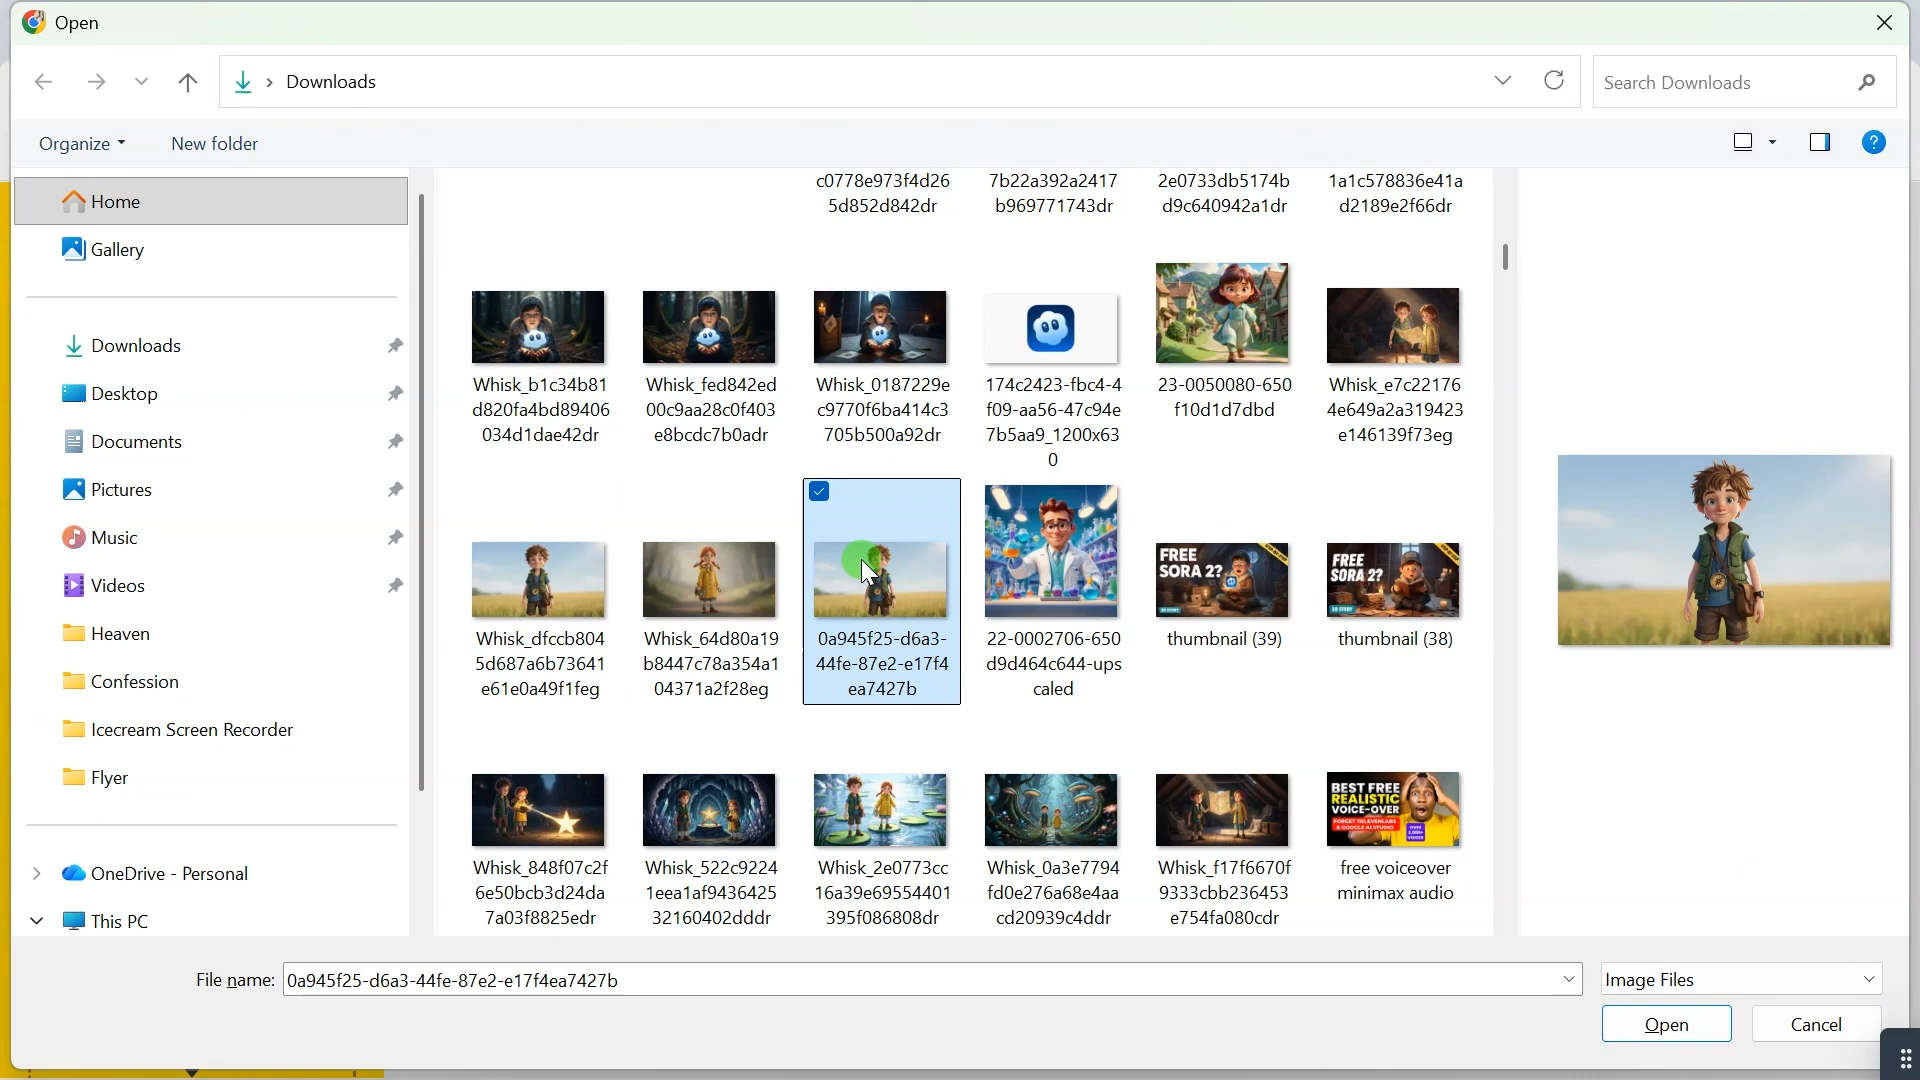 Open
Downloads
Search Downloads
Organize
New folder
Home
Gallery
Downloads
Desktop
Documents
Pictures
Music
Videos
Heaven
Confession
Icecream Screen Recorder
Flyer
OneDrive - Personal
This PC
c0778e973f4d26
5d852d842dr
7b22a392a2417
b969771743dr
2e0733db5174b
d9c640942a1dr
1a1c578836e41a
d2189e2f66dr
Whisk_b1c34b81
d820fa4bd89406
034d1dae42dr
Whisk_fed842ed
00c9aa28c0f403
e8bcdc7b0adr
Whisk_0187229e
c9770f6ba414c3
705b500a92dr
174c2423-fbc4-4
f09-aa56-47c94e
7b5aa9_1200x63
0
23-0050080-650
f10d1d7dbd
Whisk_e7c22176
4e649a2a319423
e146139f73eg
Whisk_dfccb804
5d687a6b73641
e61e0a49f1feg
Whisk_64d80a19
b8447c78a354a1
04371a2f28eg
0a945f25-d6a3-
44fe-87e2-e17f4
ea7427b
22-0002706-650
d9d464c644-ups
caled
FREE
SORA 2?
thumbnail (39)
FREE
SORA 2?
thumbnail (38)
Whisk_848f07c2f
6e50bcb3d24da
7a03f8825edr
Whisk_522c9224
1eea1af9436425
32160402dddr
Whisk_2e0773cc
16a39e69554401
395f086808dr
Whisk_0a3e7794
fd0e276a68e4aa
cd20939c4ddr
Whisk_f17f6670f
9333cbb236453
e754fa080cdr
BEST FREE
REALISTIC
VOICE-OVER
free voiceover
minimax audio
File name:
0a945f25-d6a3-44fe-87e2-e17f4ea7427b
Image Files
Open
Cancel